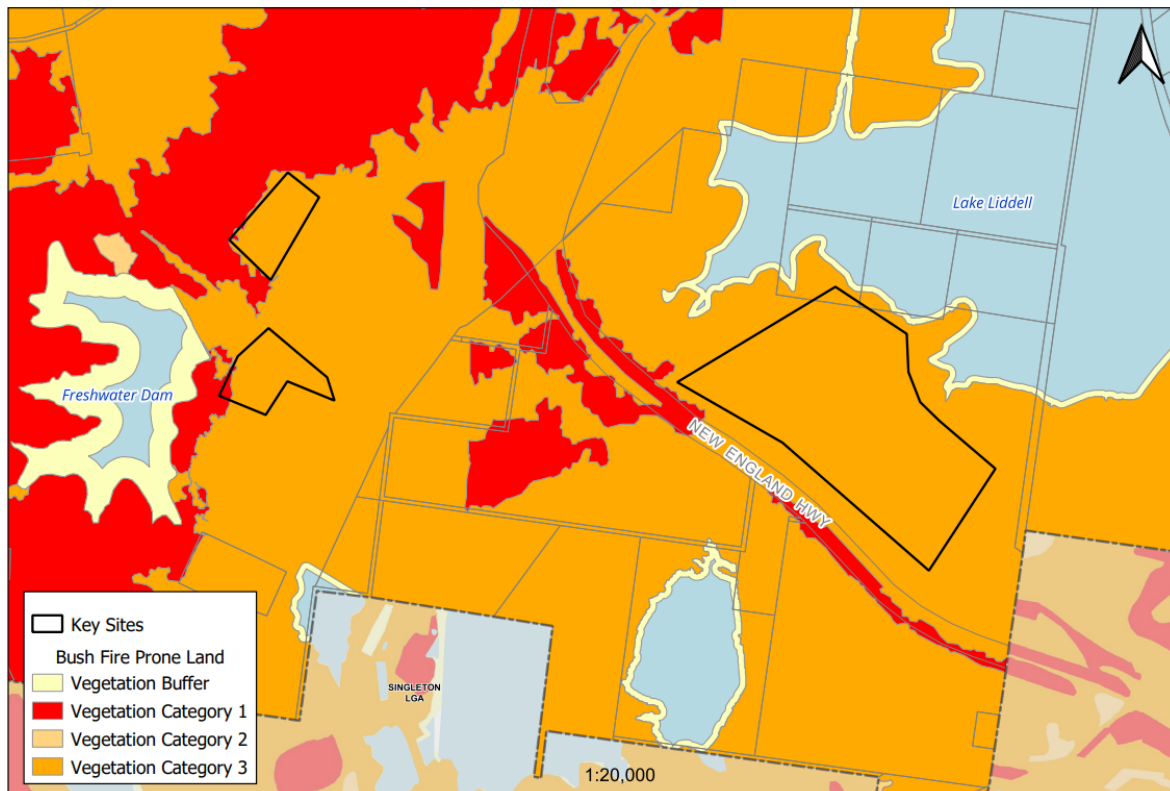 Lake Liddell
Freshwater Dam
NEW ENGLAND HWY
Key Sites
Bush Fire Prone Land
Vegetation Buffer
Vegetation Category 1
Vegetation Category 2
Vegetation Category 3
SINGLETON
LGA
1:20,000